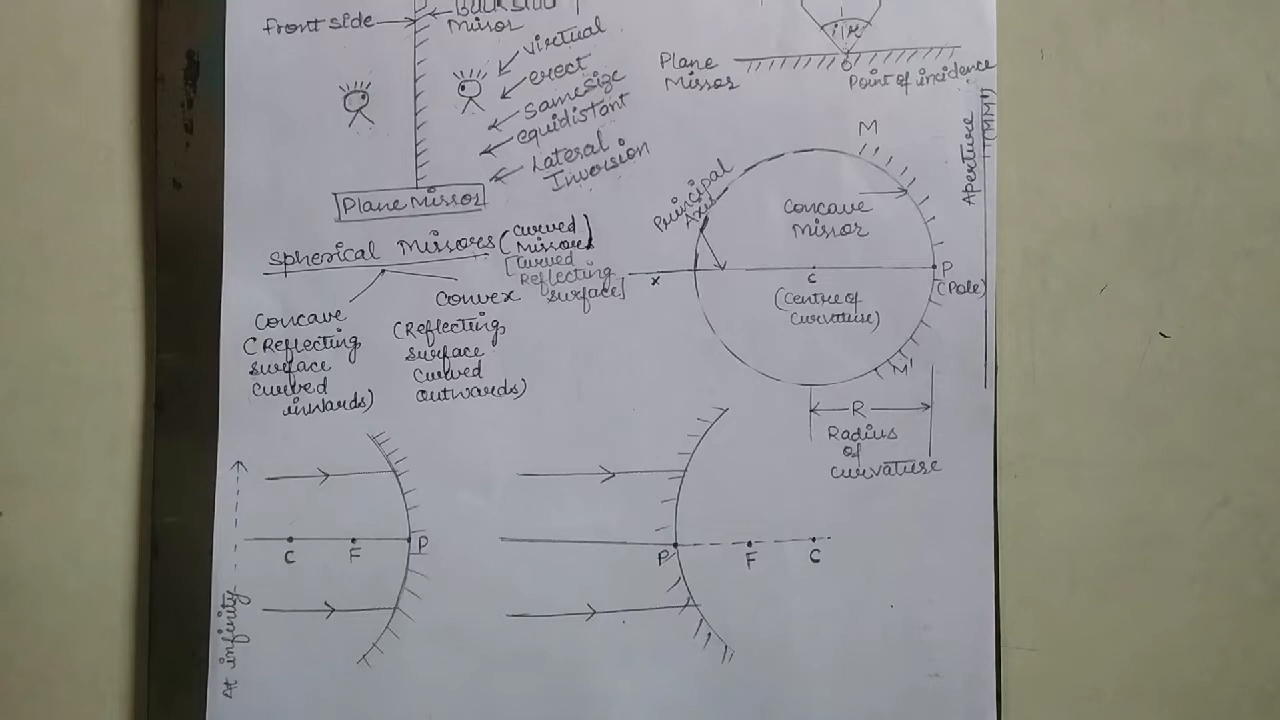 front side
Backside
Mirror
virtual
erect
Same size
equidistant
Lateral
Inversion
Plane Mirror
i
r
O
Plane
Mirror
Point of incidence
Spherical Mirrors (curved
Mirrors)
[curved
Reflecting
surface]
Concave
(Reflecting
surface
curved
inwards)
Convex
(Reflecting
surface
curved
outwards)
M
Aperture
(MM')
Principal
Axis
Concave
Mirror
x
C
(Centre of
curvature)
P
(Pole)
M'
R
Radius
of
curvature
At infinity
C
F
P
P
F
C